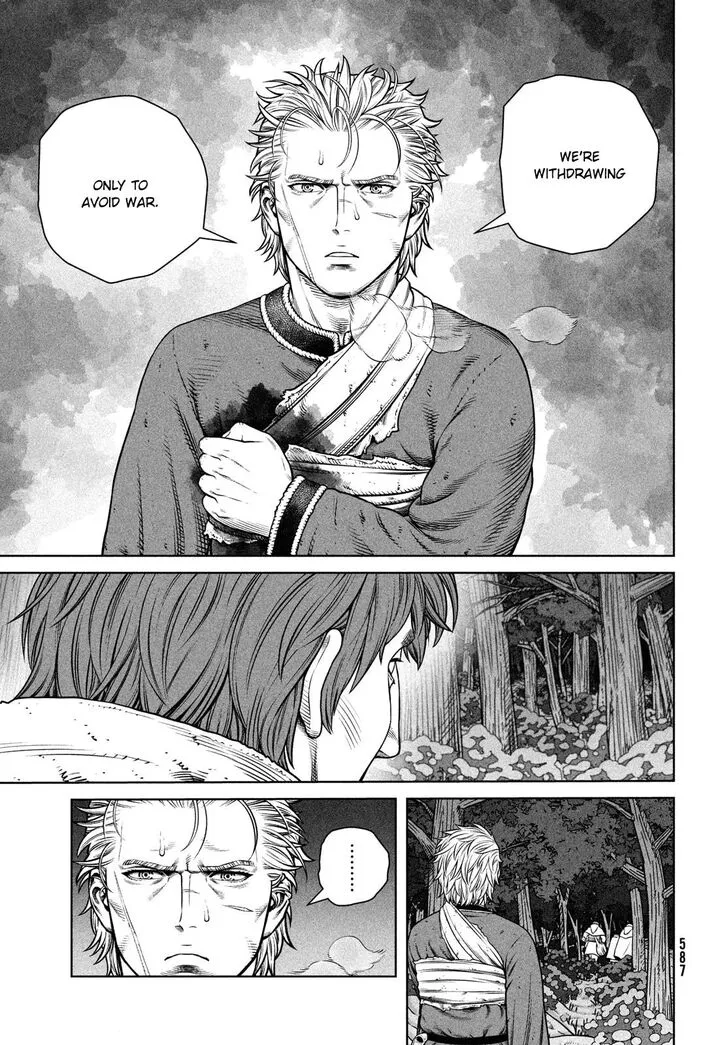 WE'RE
WITHDRAWING
ONLY TO
AVOID WAR.
........
587